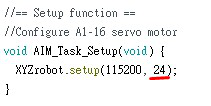 //== Setup function ==
//Configure A1-16 servo motor
void AIM_Task_Setup(void) {
XYZrobot.setup(115200, 24);
}